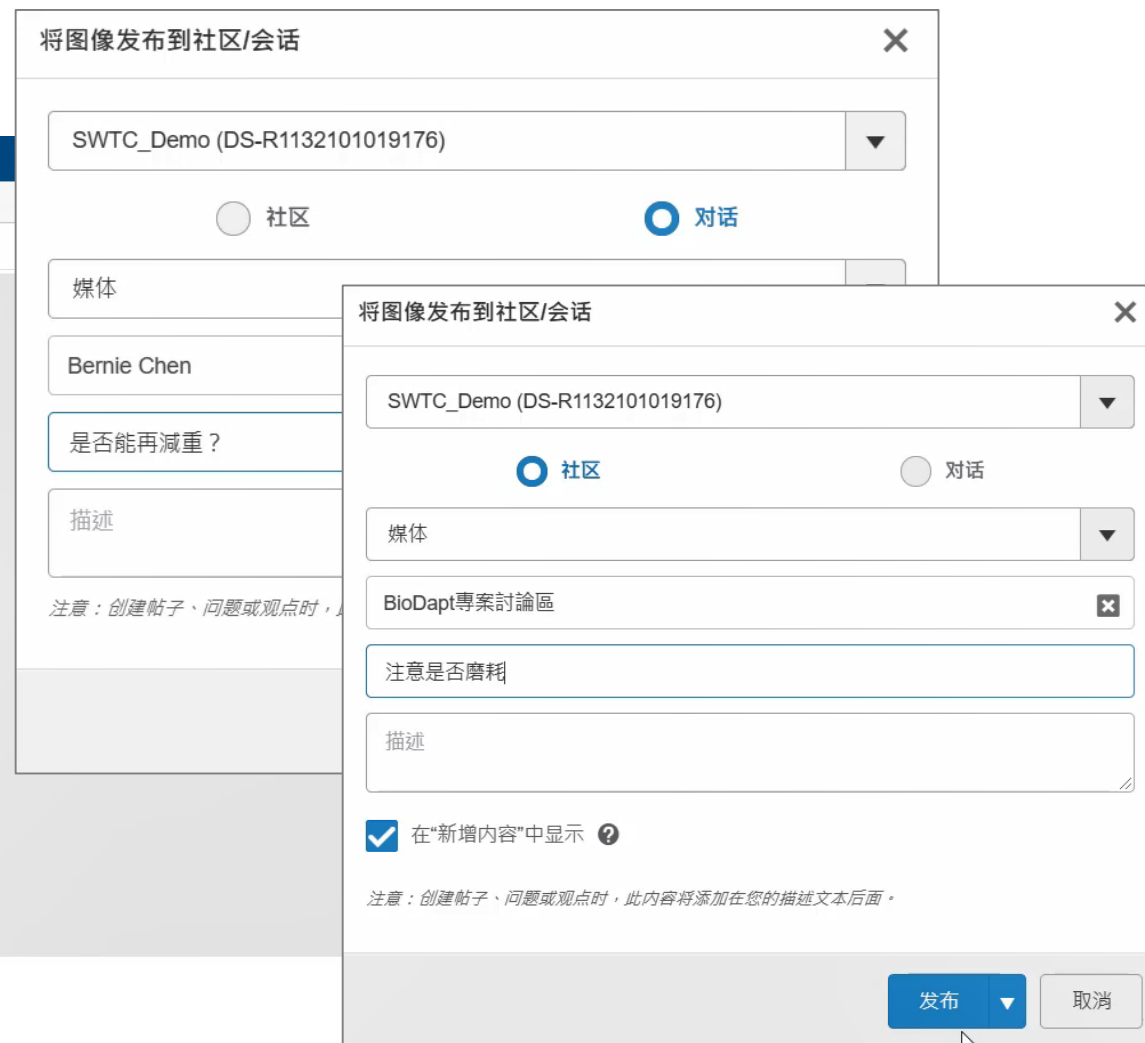 将图像发布到社区/会话
SWTC_Demo (DS-R1132101019176)
社区
对话
媒体
Bernie Chen
是否能再減重？
描述
注意：创建帖子、问题或观点时，
将图像发布到社区/会话
SWTC_Demo (DS-R1132101019176)
社区
对话
媒体
BioDapt專案討論區
注意是否磨耗
描述
在“新增内容”中显示
注意：创建帖子、问题或观点时，此内容将添加在您的描述文本后面。
发布
取消